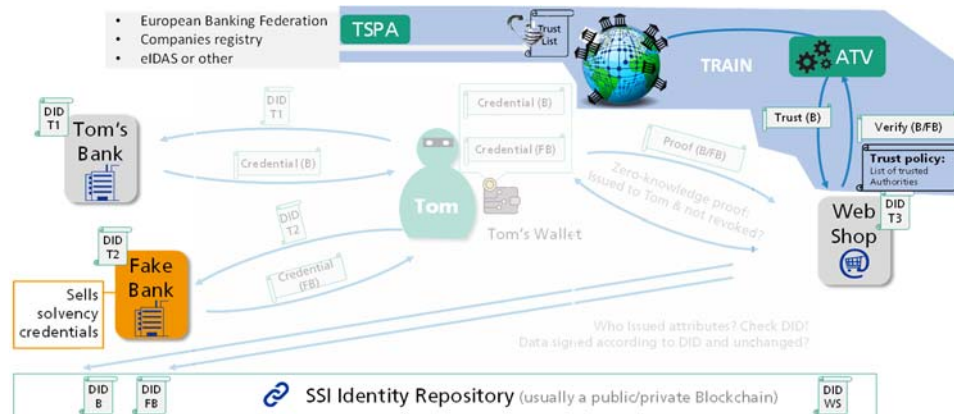 • European Banking Federation
• Companies registry
• eIDAS or other
TSPA
Trust
List
TRAIN
ATV
DID
T1
Tom's
Bank
DID
T1
Credential (B)
Credential (B)
Credential (FB)
Tom
Tom's Wallet
Proof (B/FB)
Zero-knowledge proof:
Issued to Tom & not revoked?
Trust (B)
Verify (B/FB)
Trust policy:
List of trusted
Authorities
DID
T3
Web
Shop
DID
T2
Fake
Bank
Sells
solvency
credentials
DID
T2
Credential
(FB)
Who Issued attributes? Check DID!
Data signed according to DID and unchanged?
DID
B
DID
FB
SSI Identity Repository (usually a public/private Blockchain)
DID
WS